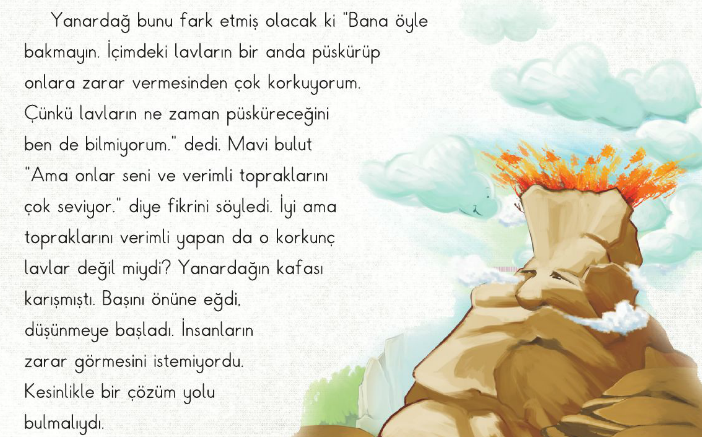 Yanardağ bunu fark etmiş olacak ki "Bana öyle
bakmayın. İçimdeki lavların bir anda püskürüp
onlara zarar vermesinden çok korkuyorum.
Çünkü lavların ne zaman püsküreceğini
ben de bilmiyorum." dedi. Mavi bulut
"Ama onlar seni ve verimli topraklarını
çok seviyor." diye fikrini söyledi. İyi ama
topraklarını verimli yapan da o korkunç
lavlar değil miydi? Yanardağın kafası
karışmıştı. Başını önüne eğdi,
düşünmeye başladı. İnsanların
zarar görmesini istemiyordu.
Kesinlikle bir çözüm yolu
bulmalıydı.